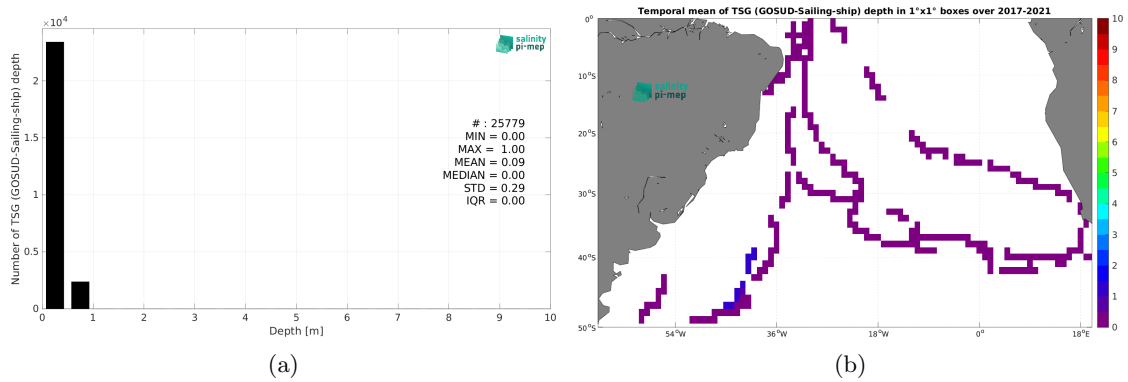 ×10⁴
salinity
pi-mep
# : 25779
MIN = 0.00
MAX = 1.00
MEAN = 0.09
MEDIAN = 0.00
STD = 0.29
IQR = 0.00
Number of TSG (GOSUD-Sailing-ship) depth
2
1.5
1
0.5
0
0 1 2 3 4 5 6 7 8 9 10
Depth [m]
(a)
Temporal mean of TSG (GOSUD-Sailing-ship) depth in 1°x1° boxes over 2017-2021
salinity
pi-mep
0°
10°S
20°S
30°S
40°S
50°S
54°W 36°W 18°W 0° 18°E
10
9
8
7
6
5
4
3
2
1
0
(b)